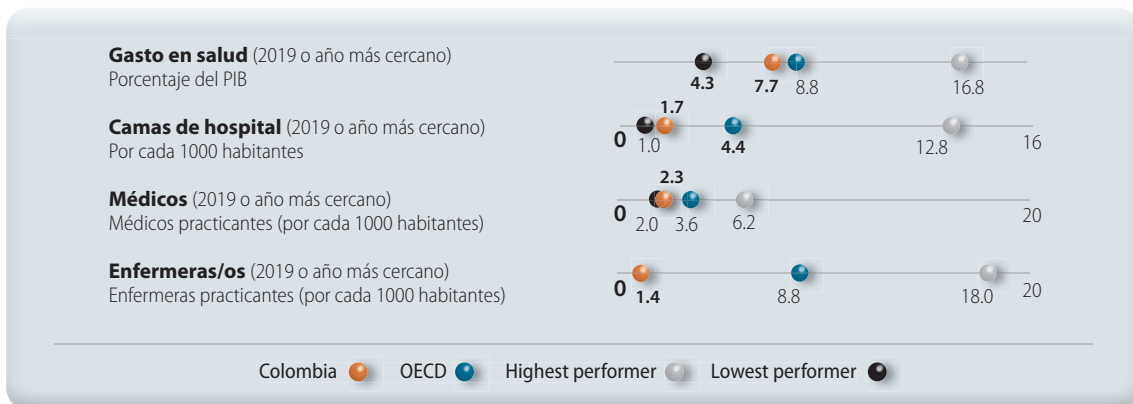 Gasto en salud (2019 o año más cercano)
Porcentaje del PIB
4.3 7.7 8.8 16.8
Camas de hospital (2019 o año más cercano)
Por cada 1000 habitantes
1.7
0 1.0 4.4 12.8 16
Médicos (2019 o año más cercano)
Médicos practicantes (por cada 1000 habitantes)
2.3
0 2.0 3.6 6.2 20
Enfermeras/os (2019 o año más cercano)
Enfermeras practicantes (por cada 1000 habitantes)
0 1.4 8.8 18.0 20
Colombia OECD Highest performer Lowest performer